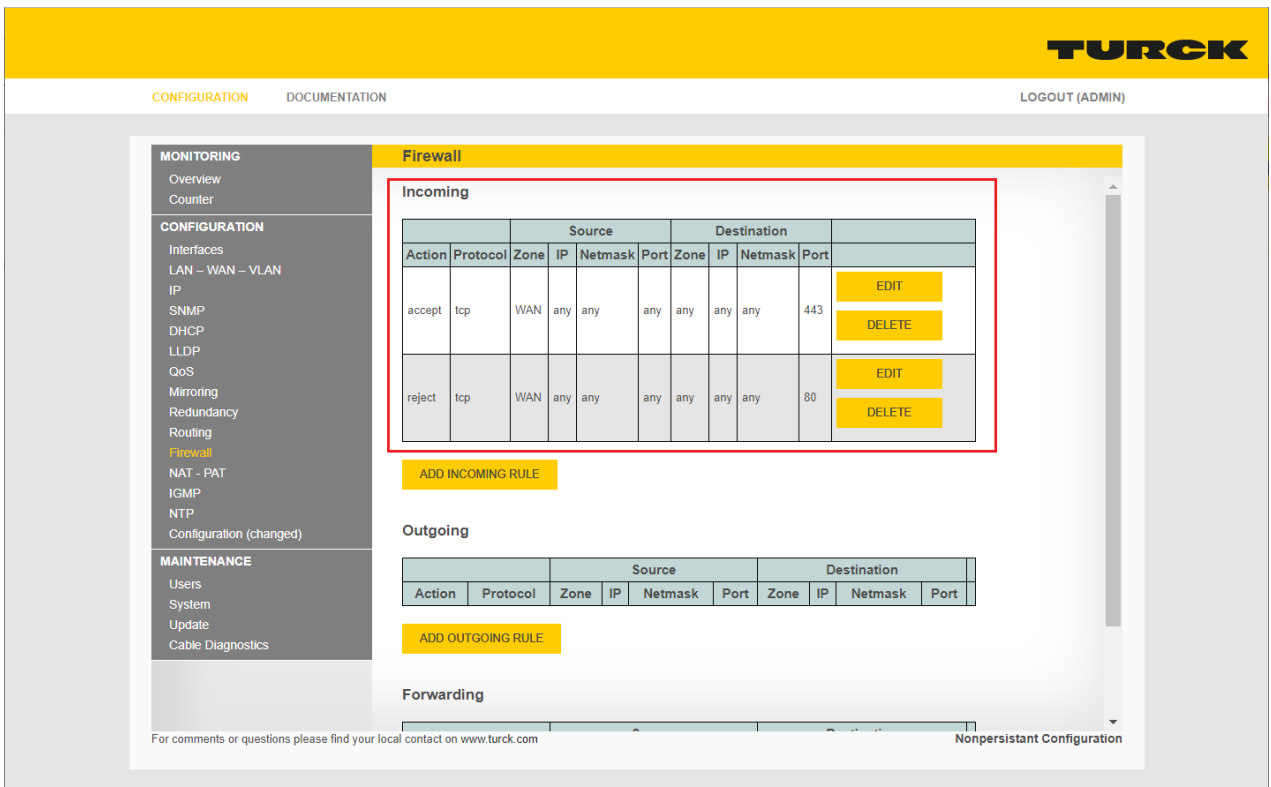 TURCK
CONFIGURATION DOCUMENTATION LOGOUT (ADMIN)
MONITORING
Overview
Counter
CONFIGURATION
Interfaces
LAN – WAN – VLAN
IP
SNMP
DHCP
LLDP
QoS
Mirroring
Redundancy
Routing
Firewall
NAT - PAT
IGMP
NTP
Configuration (changed)
MAINTENANCE
Users
System
Update
Cable Diagnostics
Firewall
Incoming
Source Destination
Action Protocol Zone IP Netmask Port Zone IP Netmask Port
accept tcp WAN any any any any any any 443 EDIT
DELETE
reject tcp WAN any any any any any any 80 EDIT
DELETE
ADD INCOMING RULE
Outgoing
Source Destination
Action Protocol Zone IP Netmask Port Zone IP Netmask Port
ADD OUTGOING RULE
Forwarding
For comments or questions please find your local contact on www.turck.com Nonpersistant Configuration